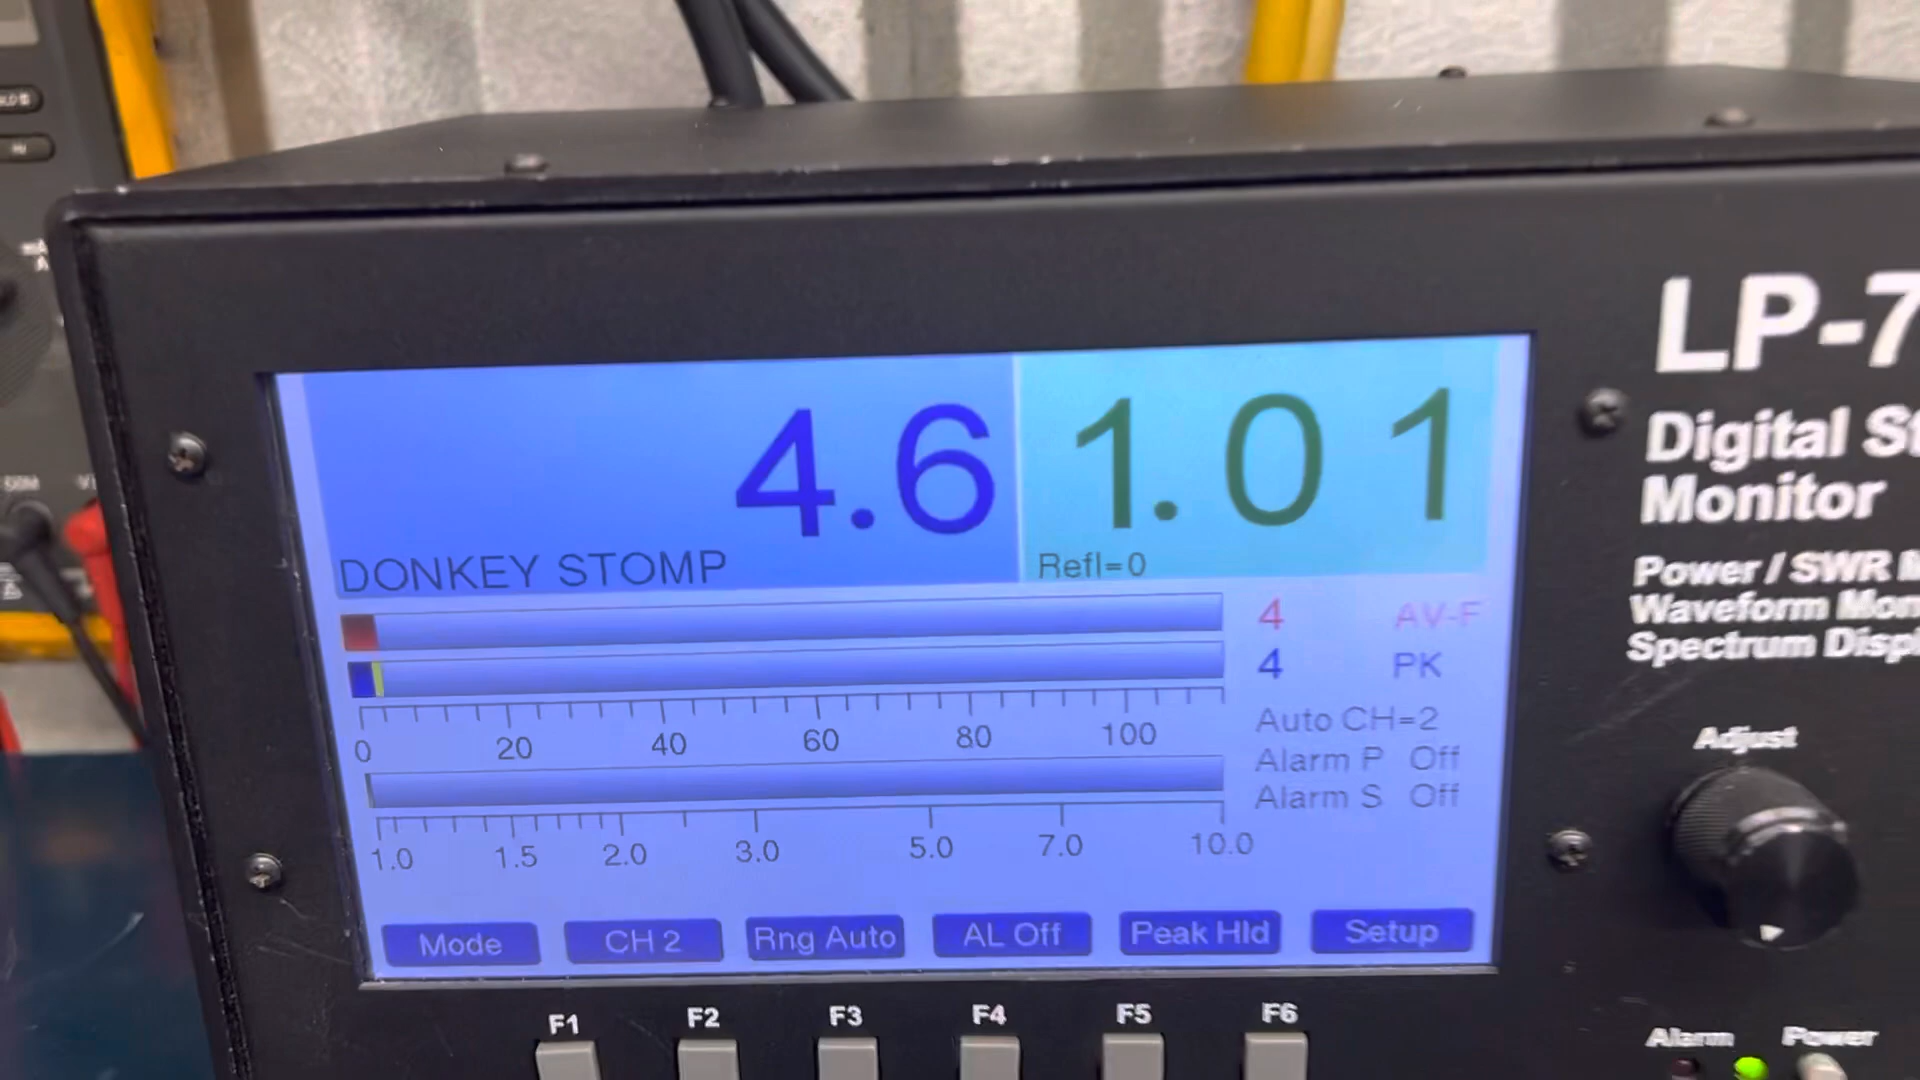 LP-7
Digital St
Monitor
Power / SWR M
Waveform Mon
Spectrum Displ
4.6
1.01
DONKEY STOMP
Refl=0
4 AV-F
4 PK
0 20 40 60 80 100
Auto CH=2
Alarm P Off
Alarm S Off
1.0 1.5 2.0 3.0 5.0 7.0 10.0
Mode CH 2 Rng Auto AL Off Peak Hld Setup
F1 F2 F3 F4 F5 F6
Adjust
Alarm Power